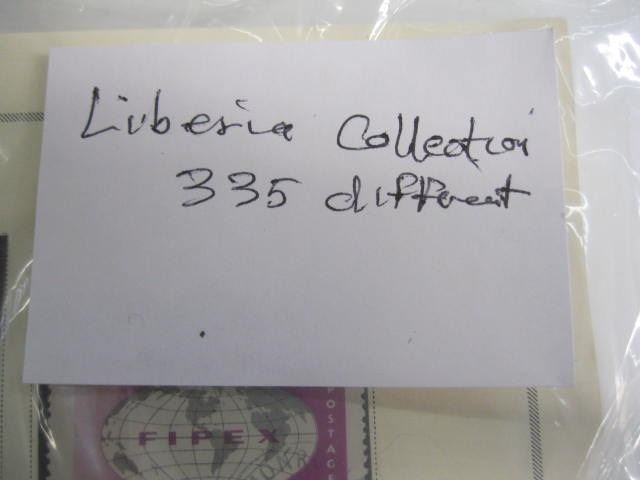 Liberia Collection
335 different
POSTAGE
FIPEX